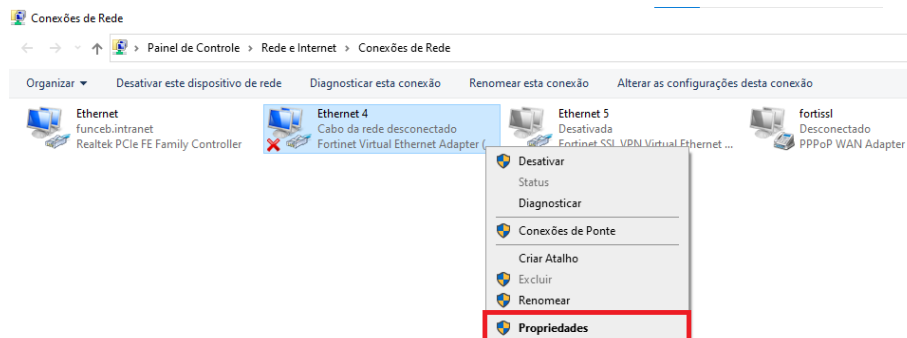 Conexões de Rede
Painel de Controle > Rede e Internet > Conexões de Rede
Organizar Desativar este dispositivo de rede Diagnosticar esta conexão Renomear esta conexão Alterar as configurações desta conexão
Ethernet
funceb.intranet
Realtek PCIe FE Family Controller
Ethernet 4
Cabo da rede desconectado
Fortinet Virtual Ethernet Adapter (
Ethernet 5
Desativada
Fortinet SSL VPN Virtual Ethernet ...
fortissl
Desconectado
PPPoP WAN Adapter
Desativar
Status
Diagnosticar
Conexões de Ponte
Criar Atalho
Excluir
Renomear
Propriedades